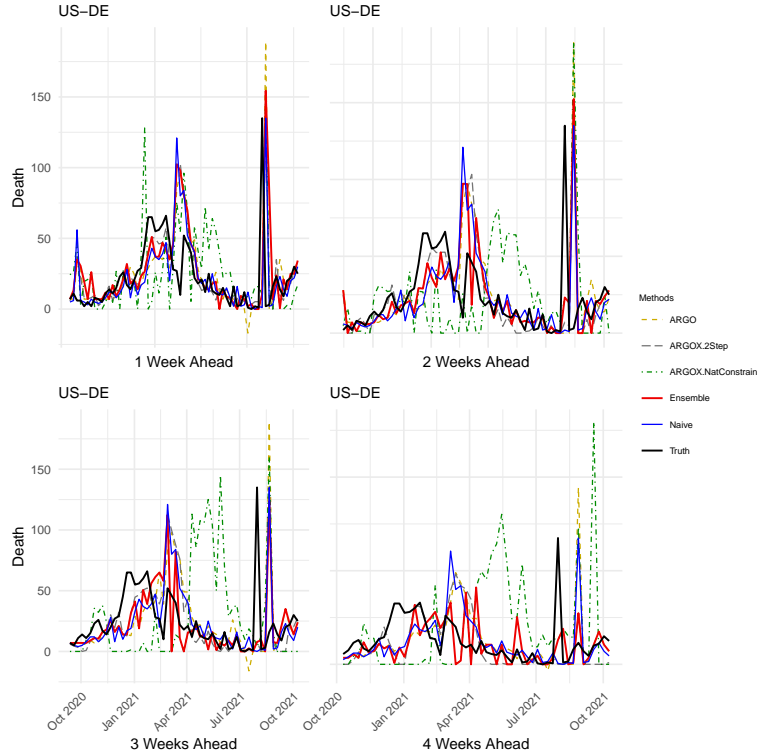 US−DE
US−DE
150
100
50
0
Death
1 Week Ahead
2 Weeks Ahead
Methods
ARGO
ARGOX.2Step
ARGOX.NatConstrain
Ensemble
Naive
Truth
US−DE
US−DE
150
100
50
0
Death
Oct 2020
Jan 2021
Apr 2021
Jul 2021
Oct 2021
Oct 2020
Jan 2021
Apr 2021
Jul 2021
Oct 2021
3 Weeks Ahead
4 Weeks Ahead